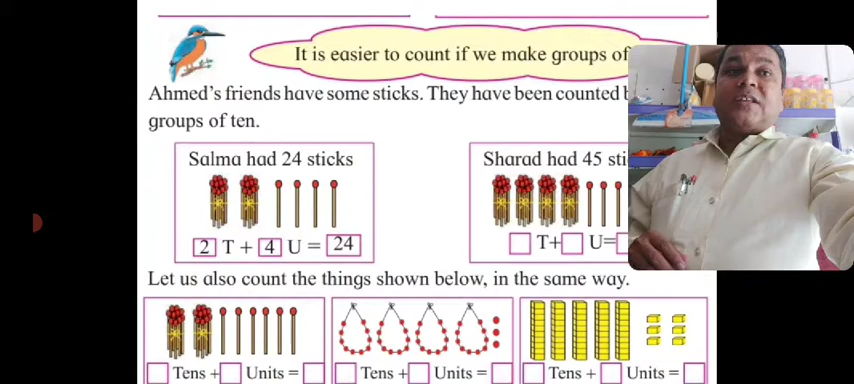 It is easier to count if we make groups of
Ahmed's friends have some sticks. They have been counted
groups of ten.
Salma had 24 sticks
2 T + 4 U = 24
Sharad had 45
T+ U=
Let us also count the things shown below, in the same way.
Tens + Units =
Tens + Units =
Tens + Units =